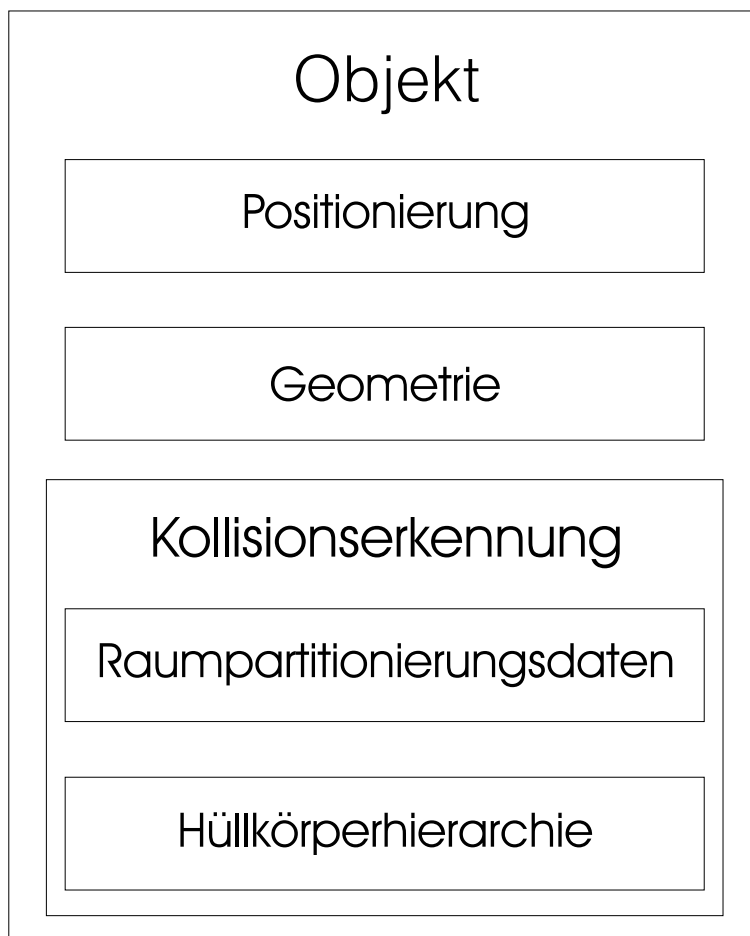 Objekt
Positionierung
Geometrie
Kollisionserkennung
Raumpartitionierungsdaten
Hüllkörperhierarchie